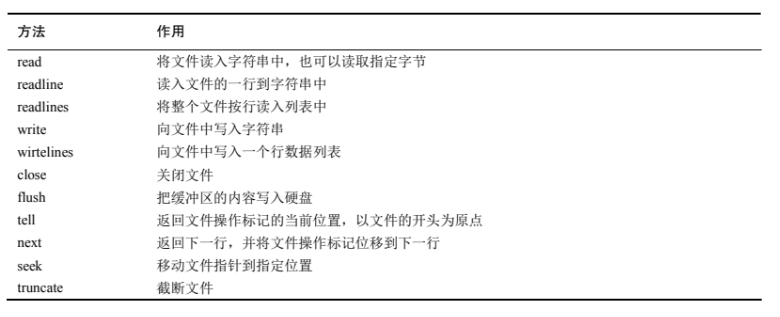 方法 作用
read 将文件读入字符串中，也可以读取指定字节
readline 读入文件的一行到字符串中
readlines 将整个文件按行读入列表中
write 向文件中写入字符串
wirtelines 向文件中写入一个行数据列表
close 关闭文件
flush 把缓冲区的内容写入硬盘
tell 返回文件操作标记的当前位置，以文件的开头为原点
next 返回下一行，并将文件操作标记位移到下一行
seek 移动文件指针到指定位置
truncate 截断文件